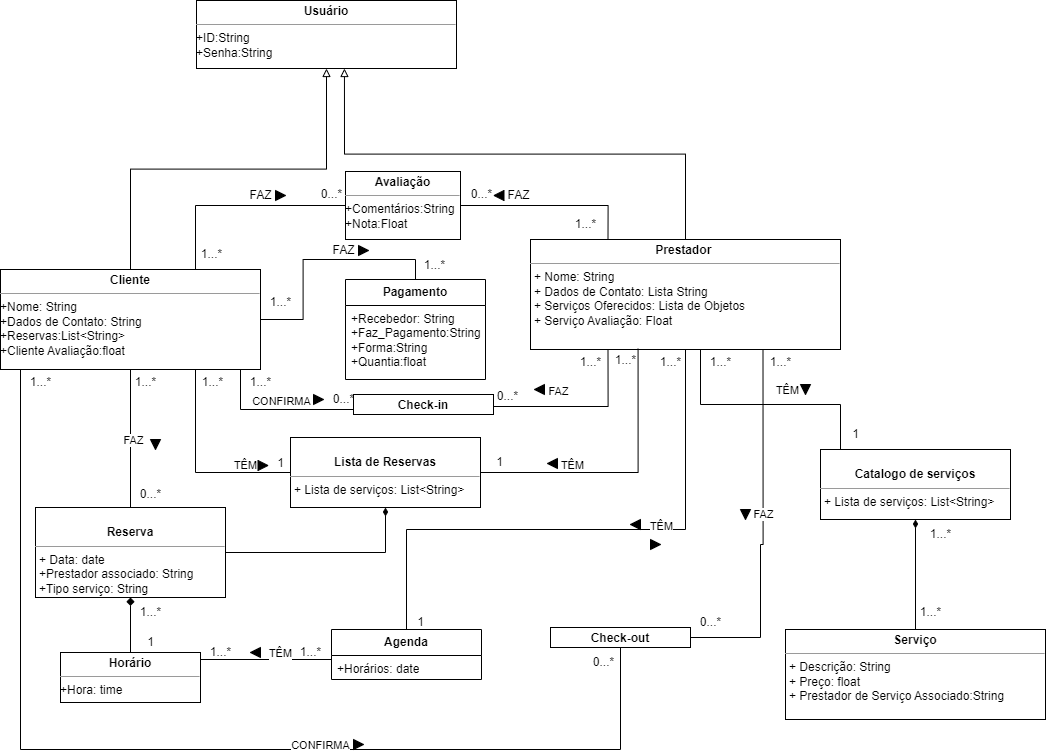 Usuário
+ID:String
+Senha:String
Avaliação
+Comentários:String
+Nota:Float
FAZ
0...*
0...*
FAZ
1...*
1...*
Prestador
+ Nome: String
+ Dados de Contato: Lista String
+ Serviços Oferecidos: Lista de Objetos
+ Serviço Avaliação: Float
FAZ
1...*
1...*
Cliente
+Nome: String
+Dados de Contato: String
+Reservas:List<String>
+Cliente Avaliação:float
Pagamento
+Recebedor: String
+Faz_Pagamento:String
+Forma:String
+Quantia:float
1...*
1...*
1...*
1...*
1...*
1...*
1...*
1...*
1...*
CONFIRMA
0...*
Check-in
0...*
FAZ
TÊM
1
FAZ
TÊM
1
Lista de Reservas
+ Lista de serviços: List<String>
1
TÊM
Catalogo de serviços
+ Lista de serviços: List<String>
0...*
Reserva
+ Data: date
+Prestador associado: String
+Tipo serviço: String
TÊM
FAZ
1...*
1...*
1...*
1
1
0...*
Horário
+Hora: time
1...*
TÊM
1...*
Agenda
+Horários: date
Check-out
0...*
Serviço
+ Descrição: String
+ Preço: float
+ Prestador de Serviço Associado:String
CONFIRMA